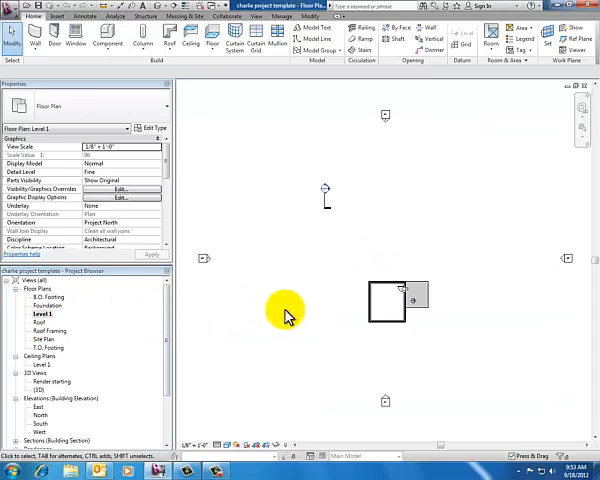 charlie project template - Floor Pla...
Sign In
Home Insert Annotate Structure Massing & Site Collaborate View Manage Modify
Modify Wall Door Window Component Column Roof Ceiling Floor Curtain System Curtain Grid Mullion
Model Text Railing By Face Wall Room Area Set Show
Model Line Ramp Shaft Vertical Grid Legend Ref Plane
Model Group Stairs Dormer Tag Viewer
Select Build Model Circulation Opening Datum Room & Area Work Plane
Properties
Floor Plan
Floor Plan: Level 1 Edit Type
Graphics
View Scale 1/8" = 1'-0"
Scale Value 1: 96
Display Model Normal
Detail Level Fine
Parts Visibility Show Original
Visibility/Graphics Overrides Edit...
Graphic Display Options Edit...
Underlay None
Underlay Orientation Plan
Orientation Project North
Wall Join Display Clean all wall joins
Discipline Architectural
Color Scheme Location Background
Properties help Apply
charlie project template - Project Browser
Views (all)
Floor Plans
B.O. Footing
Foundation
Level 1
Roof
Roof Framing
Site Plan
T.O. Footing
Ceiling Plans
Level 1
3D Views
Render starting
{3D}
Elevations (Building Elevation)
East
North
South
West
Sections (Building Section)
1/8" = 1'-0"
Click to select, TAB for alternates, CTRL adds, SHIFT unselects. :0 Main Model Press & Drag :0
9:53 AM
9/18/2012